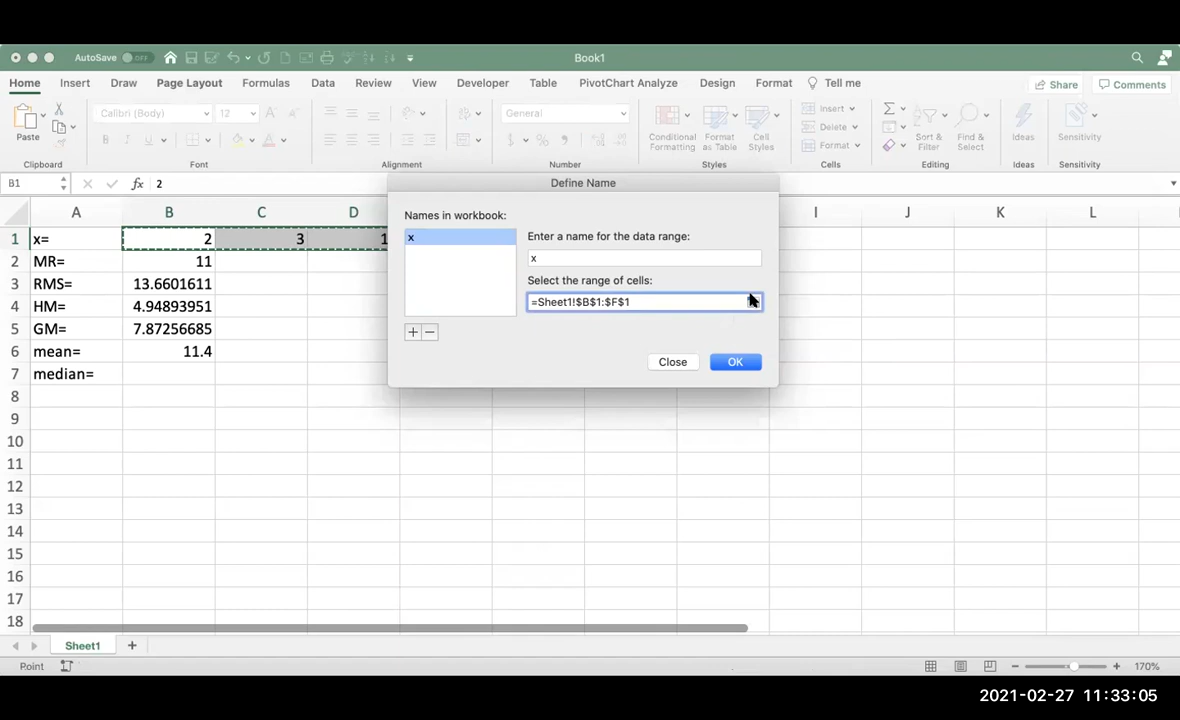 AutoSave OFF Book1
Home Insert Draw Page Layout Formulas Data Review View Developer Table PivotChart Analyze Design Format Tell me Share Comments
Paste Calibri (Body) 12 General Conditional Formatting Format as Table Cell Styles Insert Delete Format Sort & Filter Find & Select Ideas Sensitivity
Clipboard Font Alignment Number Styles Cells Editing Ideas Sensitivity
B1 fx 2
Define Name
Names in workbook:
x
Enter a name for the data range:
x
Select the range of cells:
=Sheet1!$B$1:$F$1
+ −
Close OK
A B C D I J K L
1 x= 2 3 1
2 MR= 11
3 RMS= 13.6601611
4 HM= 4.94893951
5 GM= 7.87256685
6 mean= 11.4
7 median=
8
9
10
11
12
13
14
15
16
17
18
Sheet1 +
Point − + 170%
2021-02-27 11:33:05